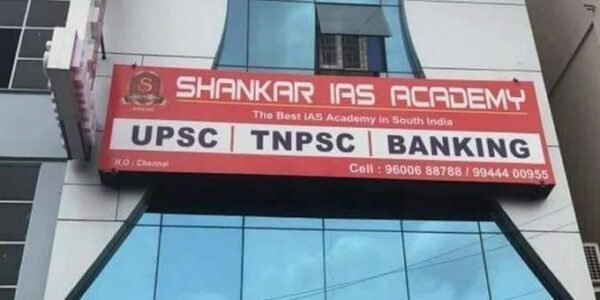 S
SHANKAR IAS ACADEMY
The Best IAS Academy in South India
UPSC | TNPSC | BANKING
H.O : Chennai
Cell : 96006 88788 / 99444 00955